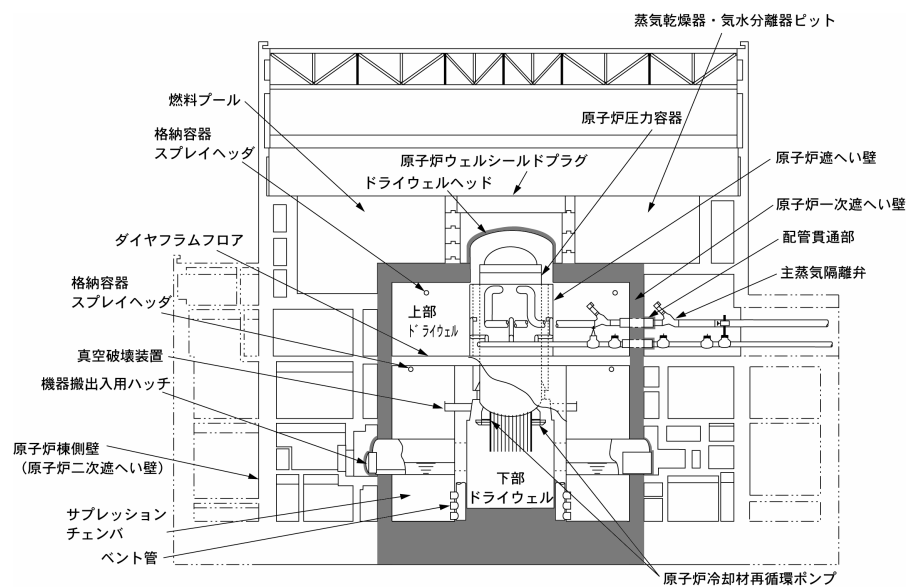 蒸気乾燥器・気水分離器ピット
燃料プール
原子炉圧力容器
格納容器
スプレイヘッダ
原子炉ウェルシールドプラグ
ドライウェルヘッド
原子炉遮へい壁
原子炉一次遮へい壁
ダイヤフラムフロア
配管貫通部
主蒸気隔離弁
格納容器
スプレイヘッダ
上部
ドライウェル
真空破壊装置
機器搬出入用ハッチ
原子炉棟側壁
（原子炉二次遮へい壁）
下部
ドライウェル
サプレッション
チェンバ
ベント管
原子炉冷却材再循環ポンプ